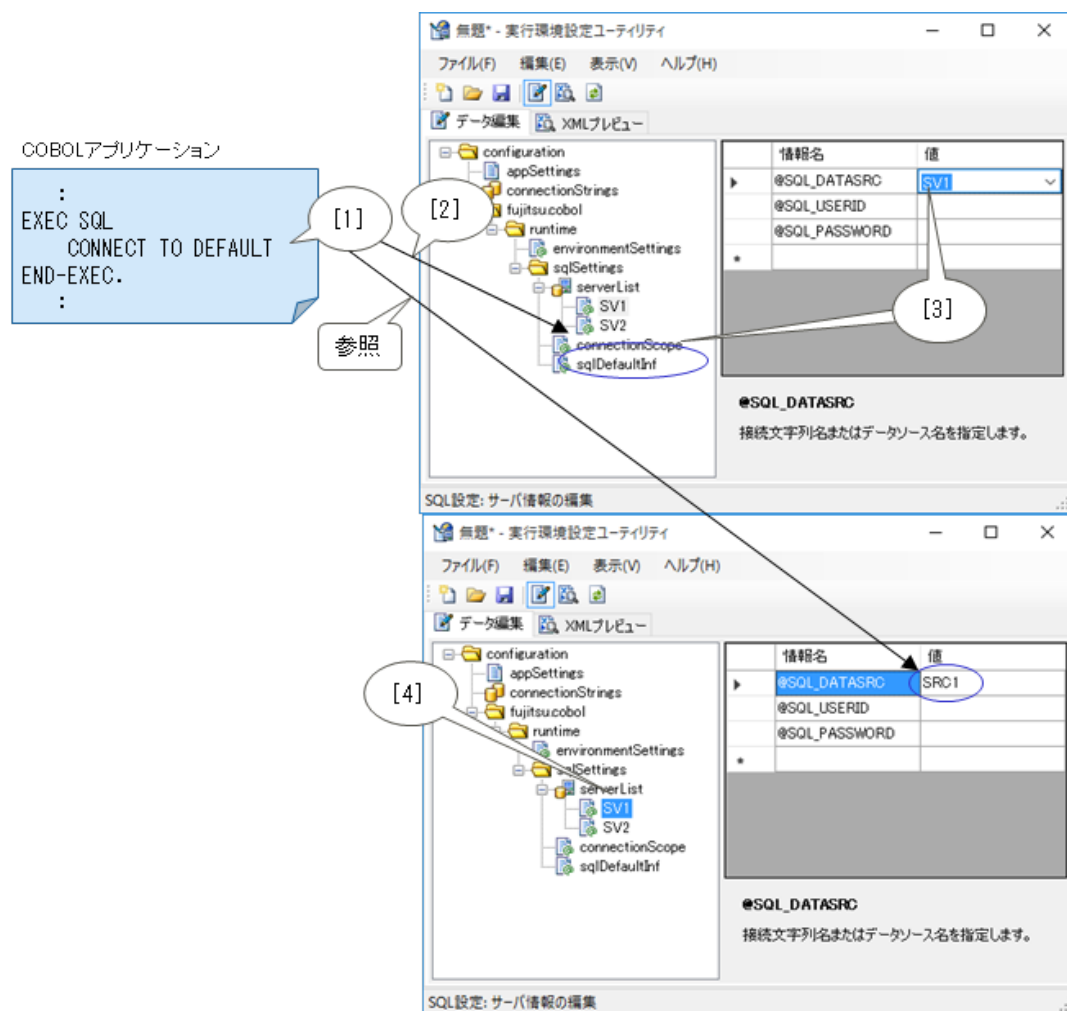 無題* - 実行環境設定ユーティリティ
ファイル(F) 編集(E) 表示(V) ヘルプ(H)
データ編集 XMLプレビュー
COBOLアプリケーション
:
EXEC SQL
CONNECT TO DEFAULT
END-EXEC.
:
[1]
[2]
参照
configuration
appSettings
connectionStrings
fujitsu.cobol
runtime
environmentSettings
sqlSettings
serverList
SV1
SV2
connectionScope
sqlDefaultInf
情報名 値
@SQL_DATASRC SV1
@SQL_USERID
@SQL_PASSWORD
*
[3]
@SQL_DATASRC
接続文字列名またはデータソース名を指定します。
SQL設定: サーバ情報の編集
無題* - 実行環境設定ユーティリティ
ファイル(F) 編集(E) 表示(V) ヘルプ(H)
データ編集 XMLプレビュー
[4]
configuration
appSettings
connectionStrings
fujitsu.cobol
runtime
environmentSettings
sqlSettings
serverList
SV1
SV2
connectionScope
sqlDefaultInf
情報名 値
@SQL_DATASRC SRC1
@SQL_USERID
@SQL_PASSWORD
*
@SQL_DATASRC
接続文字列名またはデータソース名を指定します。
SQL設定: サーバ情報の編集